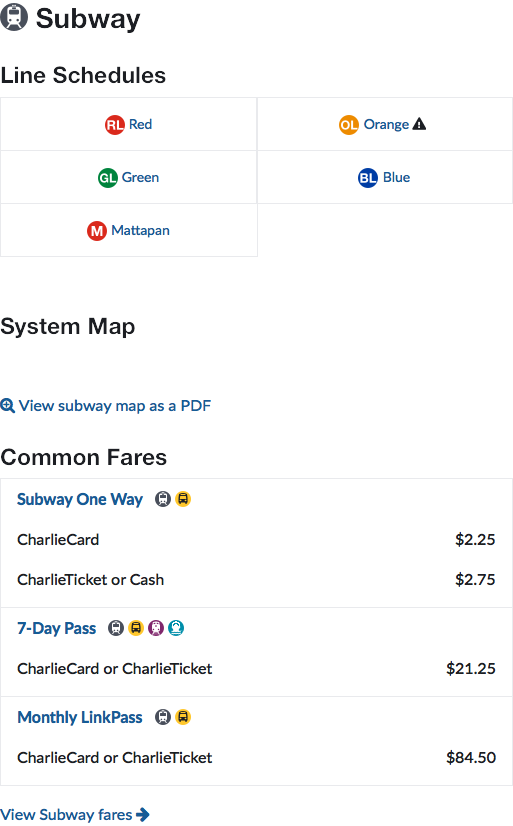 Subway
Line Schedules
RL Red
OL Orange
GL Green
BL Blue
M Mattapan
System Map
View subway map as a PDF
Common Fares
Subway One Way
CharlieCard $2.25
CharlieTicket or Cash $2.75
7-Day Pass
CharlieCard or CharlieTicket $21.25
Monthly LinkPass
CharlieCard or CharlieTicket $84.50
View Subway fares